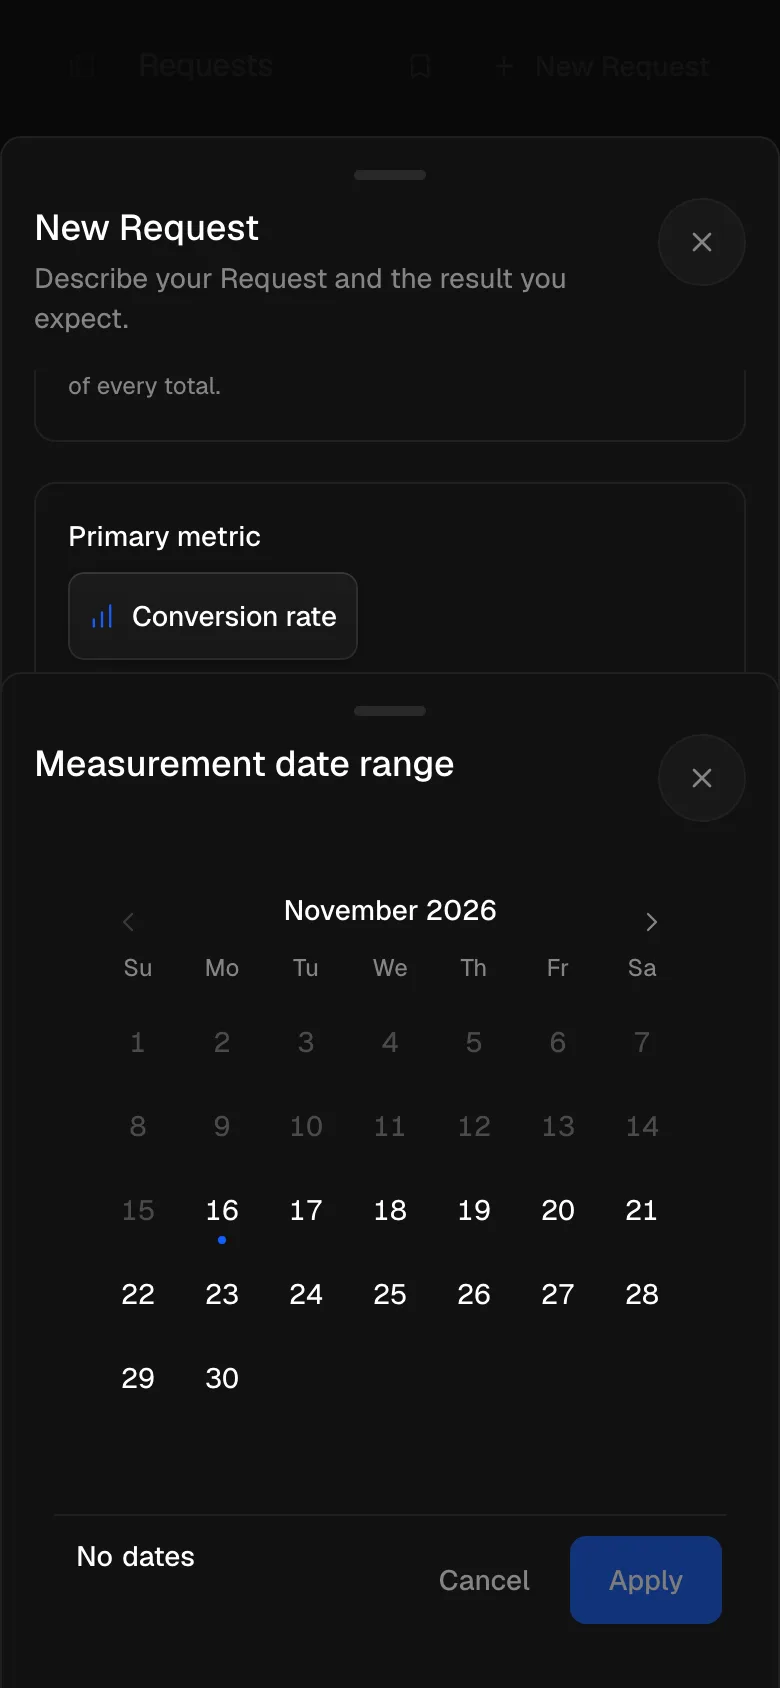 Requests
New Request
New Request
Describe your Request and the result you
expect.
of every total.
Primary metric
Conversion rate
Measurement date range
November 2026
Su Mo Tu We Th Fr Sa
1 2 3 4 5 6 7
8 9 10 11 12 13 14
15 16 17 18 19 20 21
22 23 24 25 26 27 28
29 30
No dates
Cancel Apply